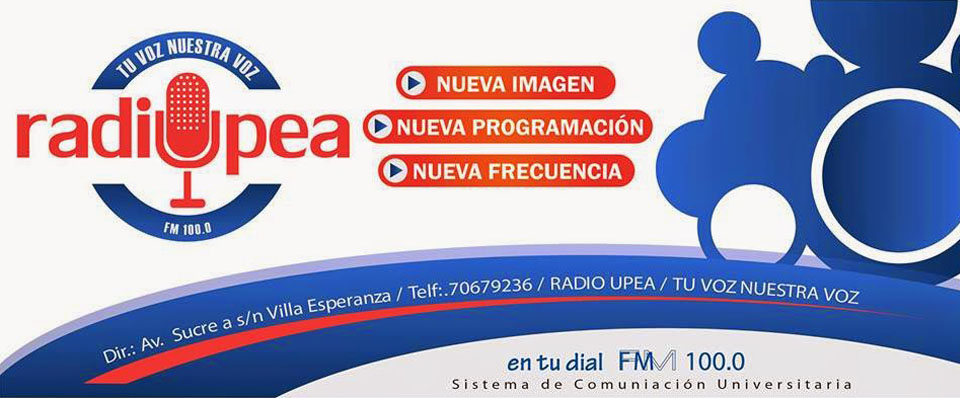 TU VOZ NUESTRA VOZ
radiUpea
FM 100.0
NUEVA IMAGEN
NUEVA PROGRAMACIÓN
NUEVA FRECUENCIA
Dir.: Av. Sucre a s/n Villa Esperanza / Telf:.70679236 / RADIO UPEA / TU VOZ NUESTRA VOZ
en tu dial FM 100.0
Sistema de Comuniación Universitaria